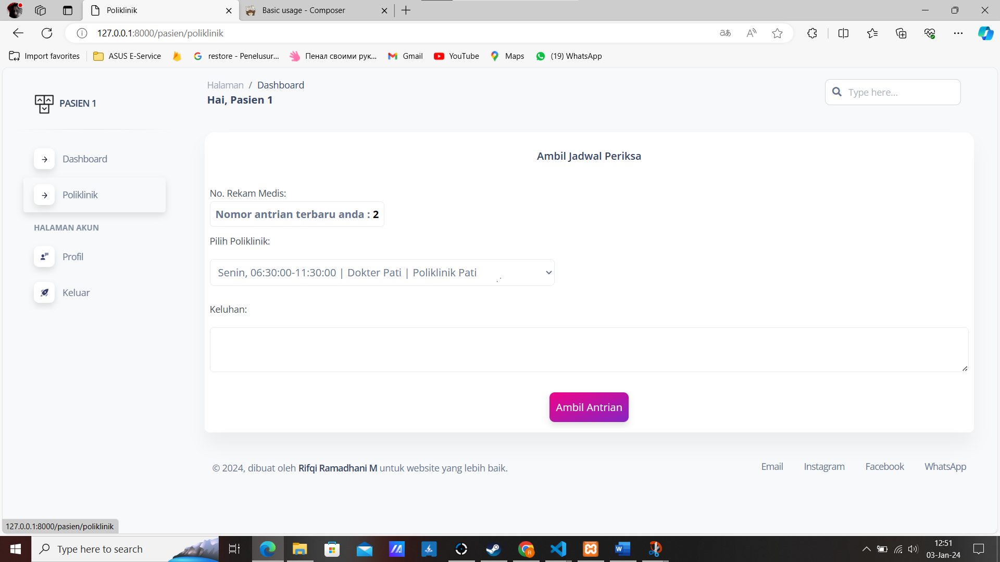 Poliklinik
Basic usage - Composer
127.0.0.1:8000/pasien/poliklinik
Import favorites
ASUS E-Service
restore - Penelusur...
Пенал своими рук...
Gmail
YouTube
Maps
(19) WhatsApp
PASIEN 1
Halaman / Dashboard
Hai, Pasien 1
Type here...
Dashboard
Poliklinik
HALAMAN AKUN
Profil
Keluar
Ambil Jadwal Periksa
No. Rekam Medis:
Nomor antrian terbaru anda : 2
Pilih Poliklinik:
Senin, 06:30:00-11:30:00 | Dokter Pati | Poliklinik Pati
Keluhan:
Ambil Antrian
© 2024, dibuat oleh Rifqi Ramadhani M untuk website yang lebih baik.
Email Instagram Facebook WhatsApp
127.0.0.1:8000/pasien/poliklinik
Type here to search
12:51
03-Jan-24